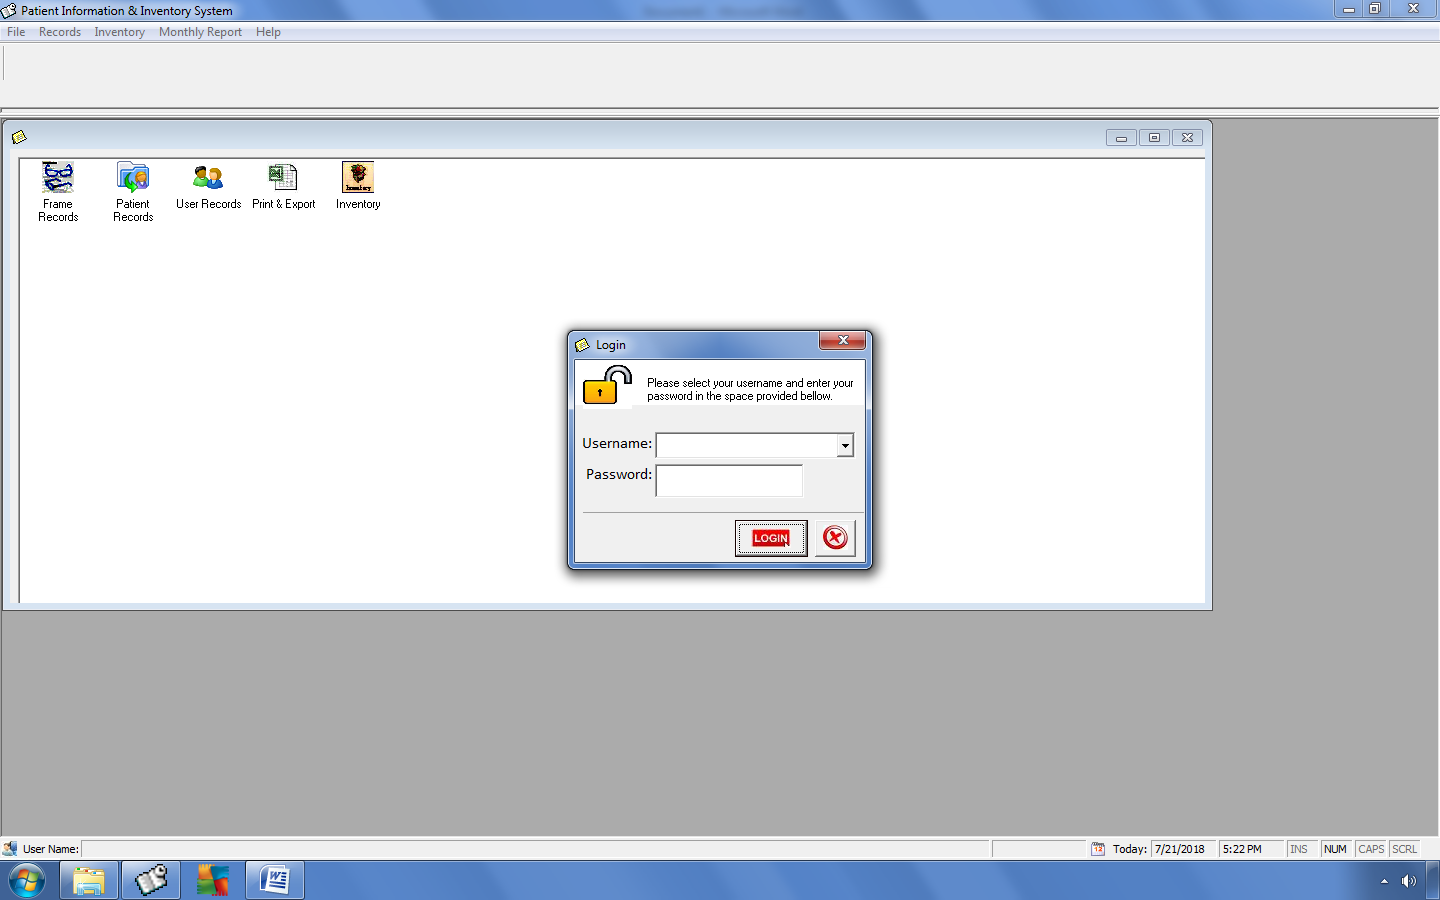 Patient Information & Inventory System
File Records Inventory Monthly Report Help
Frame Records
Patient Records
User Records
Print & Export
Inventory
Inventory
Login
Please select your username and enter your
password in the space provided bellow.
Username:
Password:
LOGIN
User Name:
12
Today: 7/21/2018 5:22 PM INS NUM CAPS SCRL